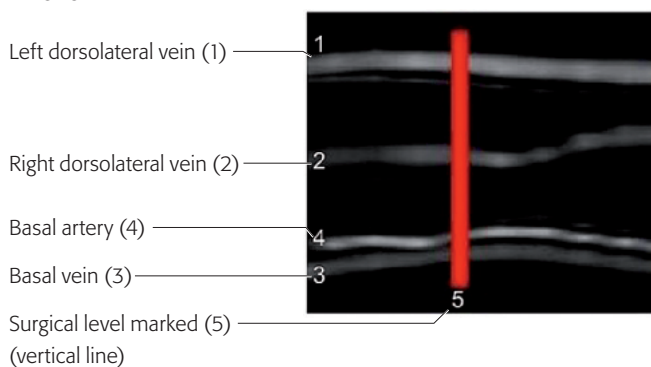 Left dorsolateral vein (1)
1
Right dorsolateral vein (2)
2
Basal artery (4)
4
Basal vein (3)
3
5
Surgical level marked (5)
(vertical line)